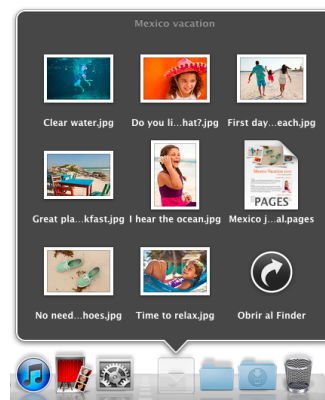 Mexico vacation
Clear water.jpg Do you li...hat?.jpg First day...each.jpg
Great pla...kfast.jpg I hear the ocean.jpg Mexico j...al.pages
PAGES
No need...hoes.jpg Time to relax.jpg Obrir al Finder